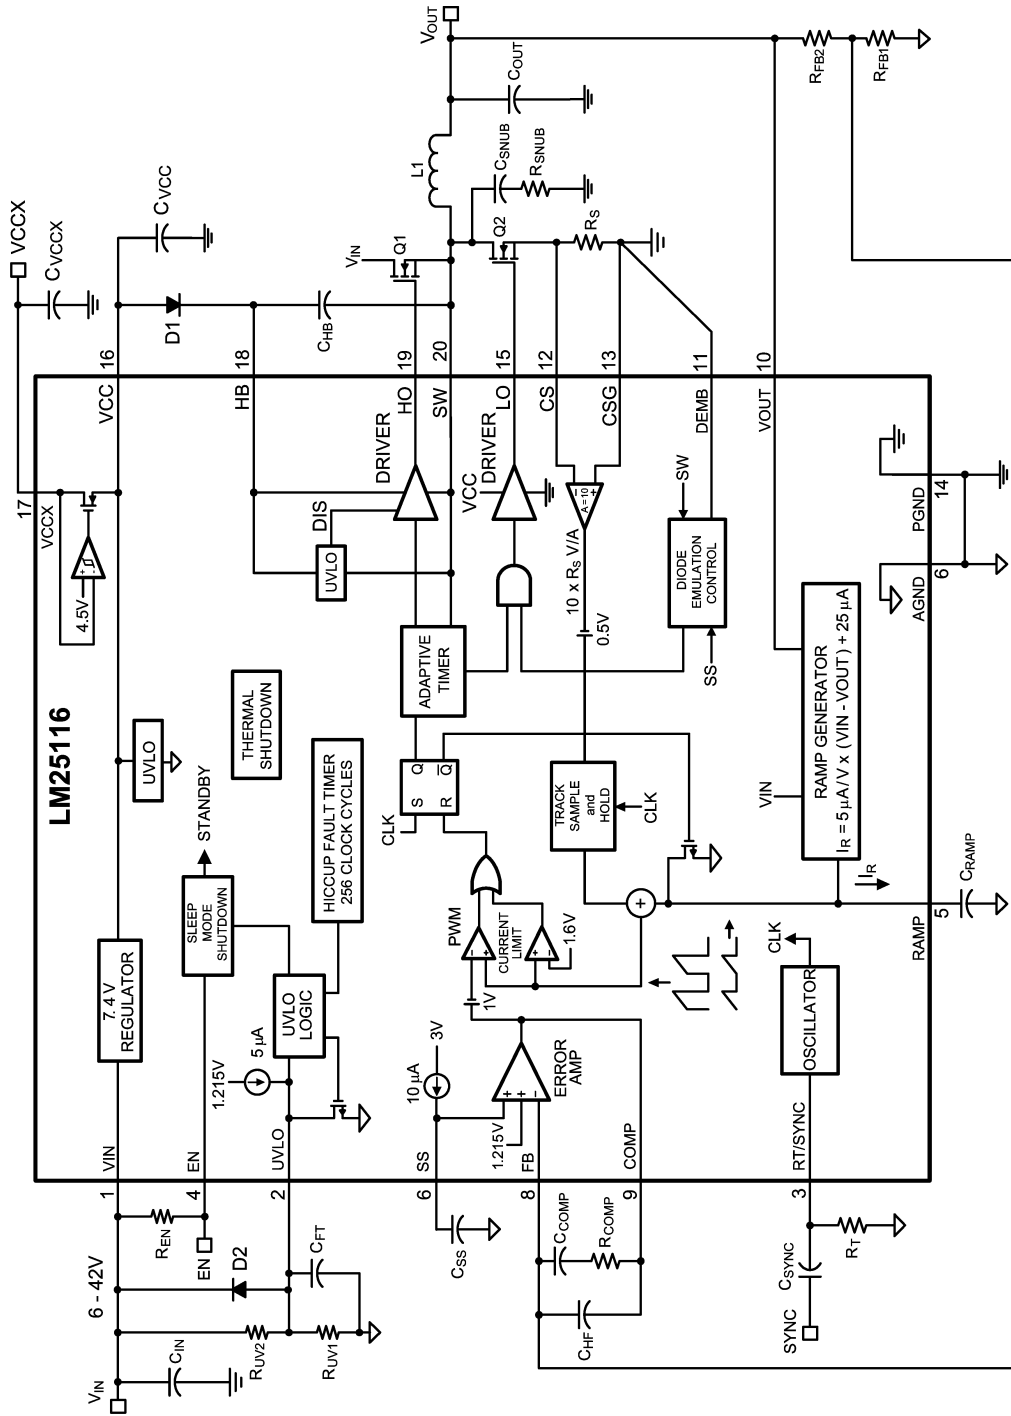 LM25116
VIN
6 - 42V
CIN
RUV2
RUV1
D2
CFT
REN
EN
1
VIN
4
EN
2
UVLO
7.4 V
REGULATOR
SLEEP
MODE
SHUTDOWN
STANDBY
1.215V
5 µA
UVLO
LOGIC
HICCUP FAULT TIMER
256 CLOCK CYCLES
THERMAL
SHUTDOWN
UVLO
4.5V
+
-
VCCX
17
VCCX
CVCCX
VCC
16
CVCC
D1
HB
18
CHB
UVLO
DIS
DRIVER
HO
19
VIN
Q1
SW
20
L1
VOUT
COUT
CSNUB
RSNUB
VCC
DRIVER
LO
15
Q2
CS
12
RS
CSG
13
A = 10
-
+
10 x RS V/A
0.5V
ADAPTIVE
TIMER
CLK
S
Q
R
Q
SW
DIODE
EMULATION
CONTROL
SS
DEMB
11
VOUT
10
RFB2
RFB1
TRACK
SAMPLE
and
HOLD
CLK
PWM
-
+
CURRENT
LIMIT
+
-
1.6V
1V
+
SS
6
CSS
10 µA
3V
1.215V
+
+
-
ERROR
AMP
FB
8
COMP
9
CCOMP
RCOMP
CHF
RT/SYNC
3
RT
CSYNC
SYNC
OSCILLATOR
CLK
VIN
RAMP GENERATOR
IR = 5 µA/V x (VIN - VOUT) + 25 µA
IR
RAMP
5
CRAMP
AGND
6
PGND
14